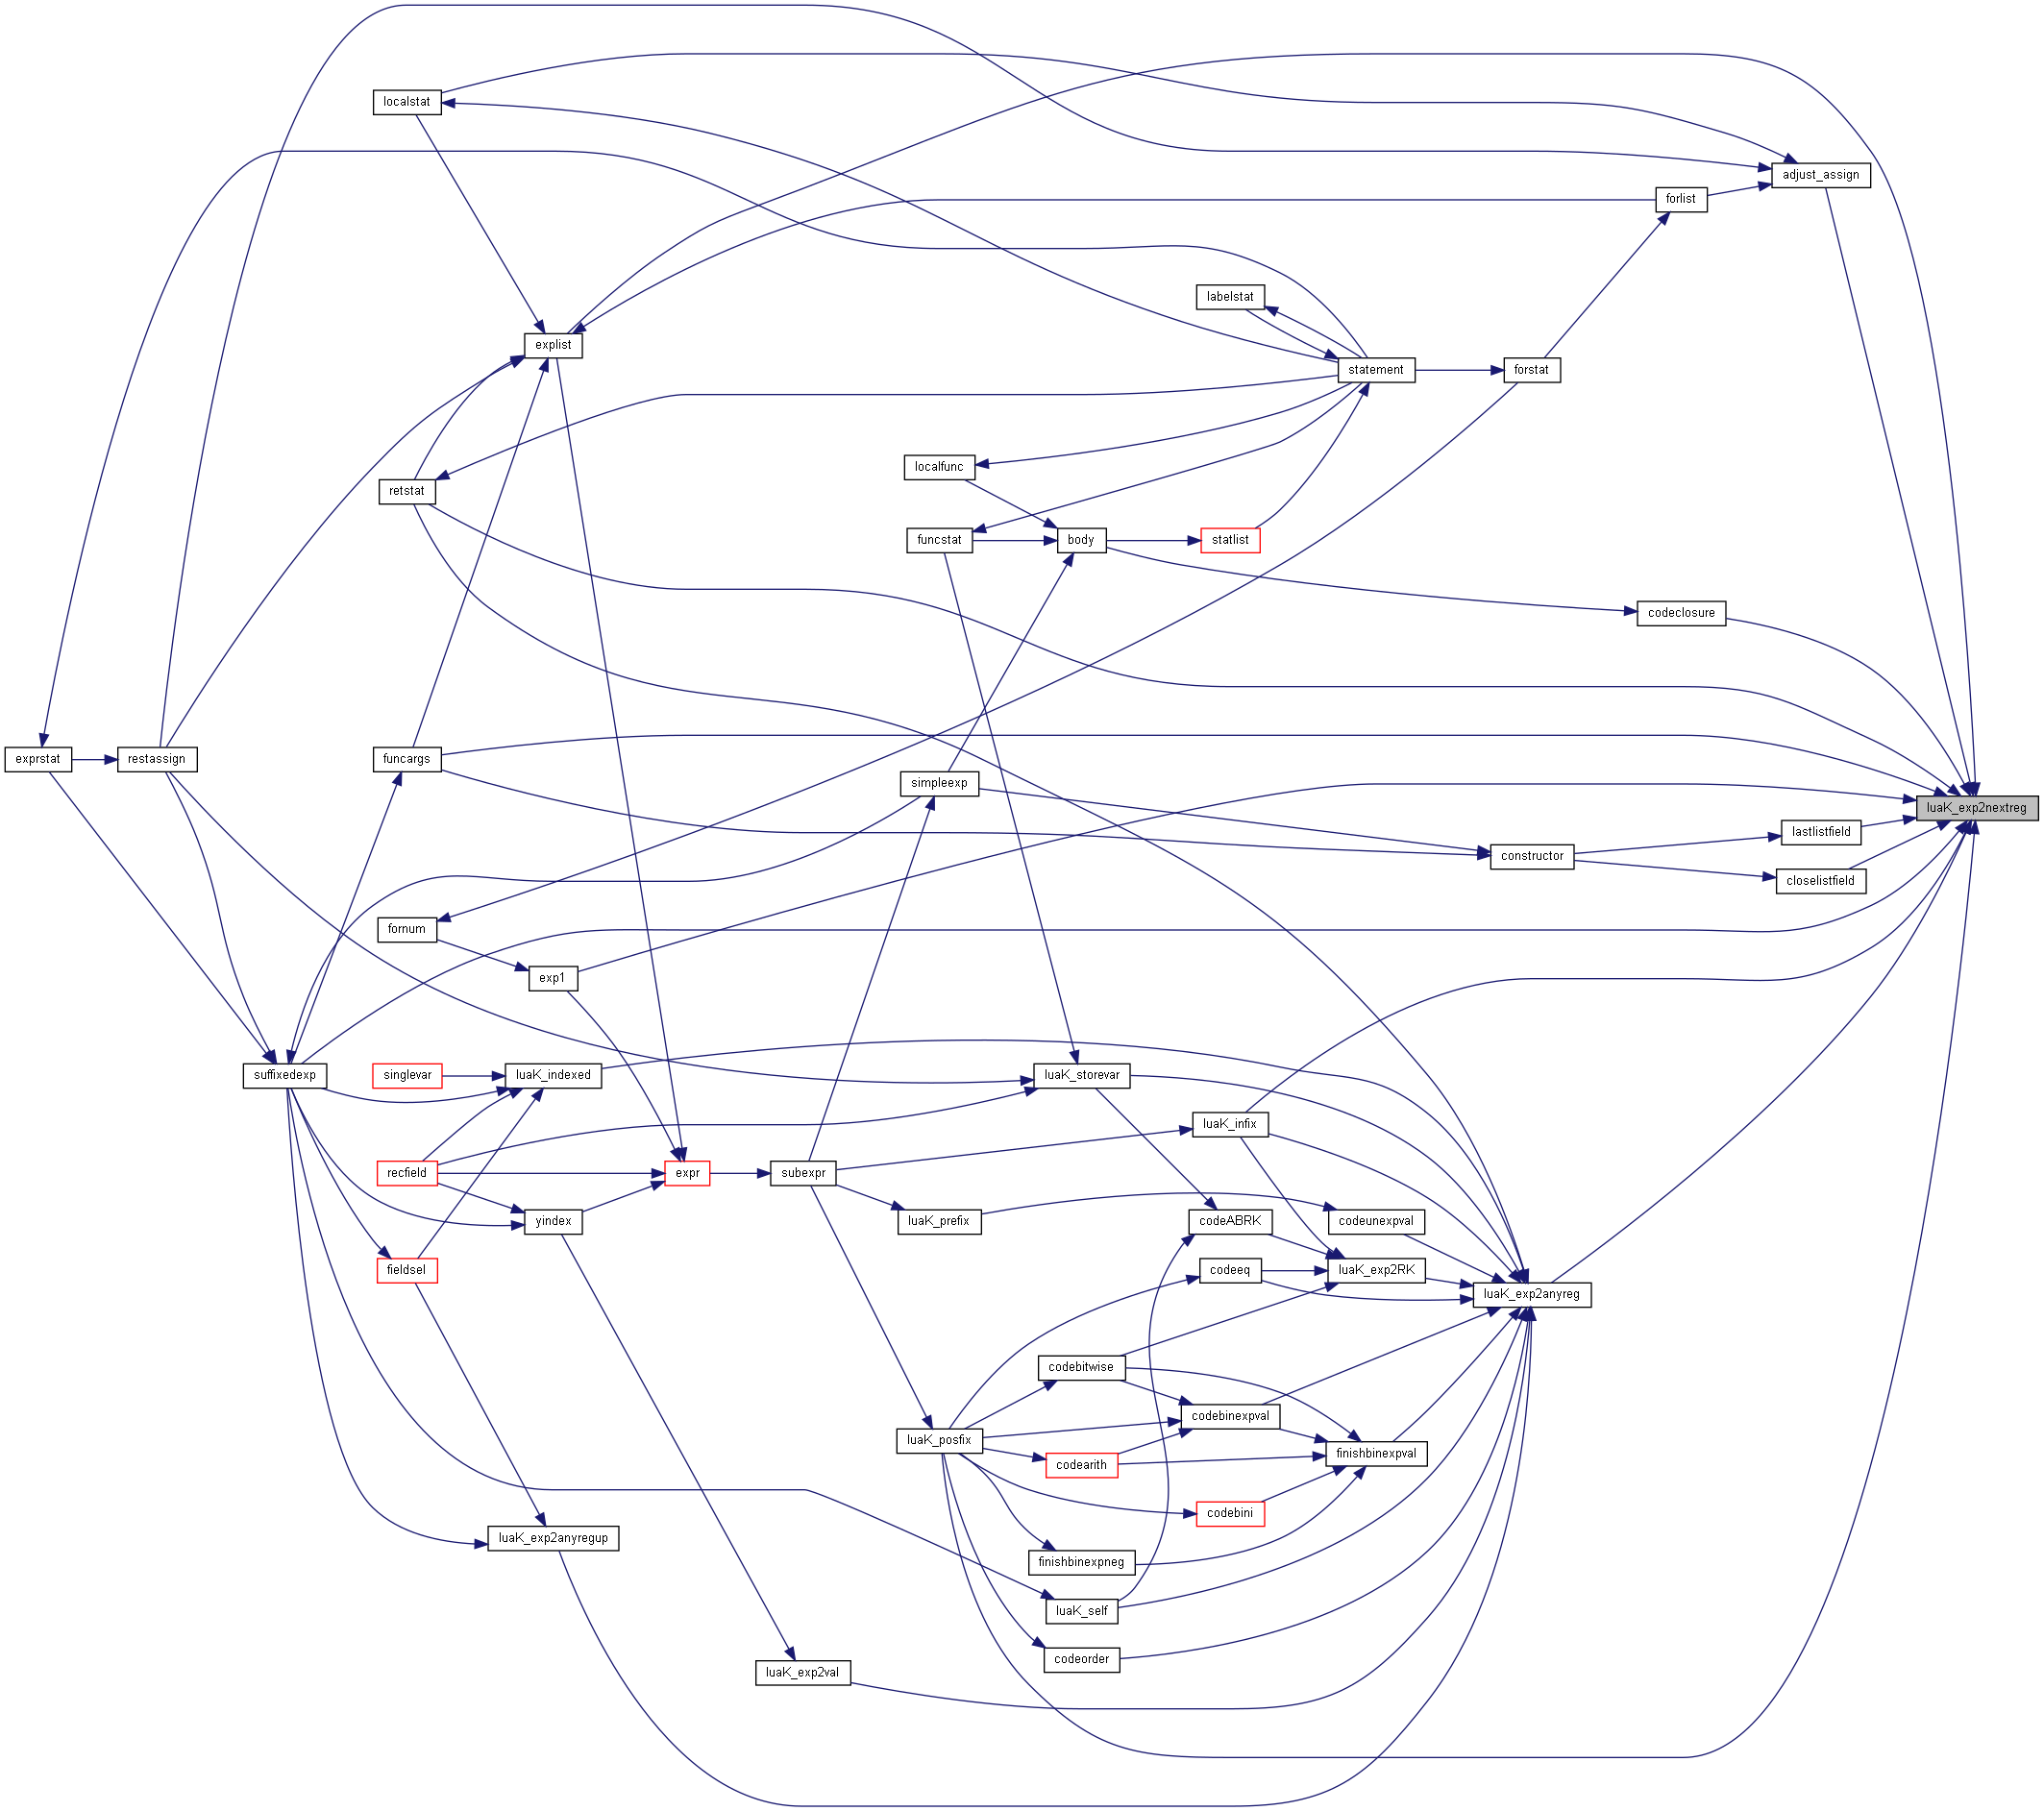 localstat
adjust_assign
forlist
labelstat
explist
statement
forstat
localfunc
retstat
funcstat
body
statlist
codeclosure
exprstat
restassign
funcargs
simpleexp
luaK_exp2nextreg
lastlistfield
constructor
closelistfield
fornum
exp1
suffixedexp
singlevar
luaK_indexed
luaK_storevar
luaK_infix
recfield
expr
subexpr
yindex
luaK_prefix
codeABRK
codeunexpval
fieldsel
codeeq
luaK_exp2RK
luaK_exp2anyreg
codebitwise
codebinexpval
luaK_posfix
finishbinexpval
codearith
codebini
luaK_exp2anyregup
finishbinexpneg
luaK_self
codeorder
luaK_exp2val